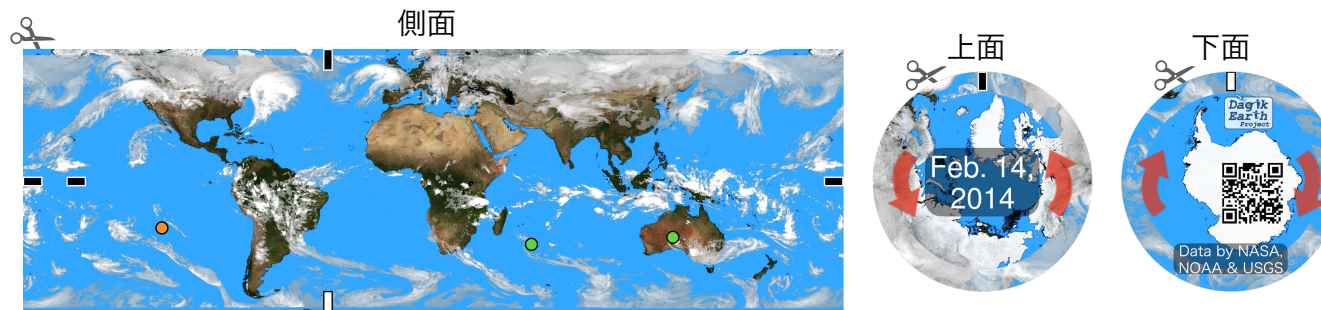 側面
上面
下面
Feb. 14,
2014
Dagik
Earth
Project
Data by NASA,
NOAA & USGS